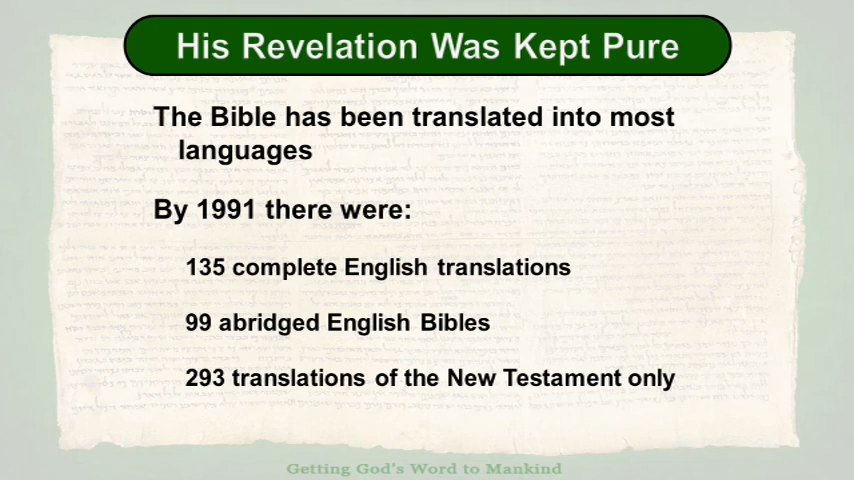 His Revelation Was Kept Pure
The Bible has been translated into most
languages
By 1991 there were:
135 complete English translations
99 abridged English Bibles
293 translations of the New Testament only
Getting God's Word to Mankind